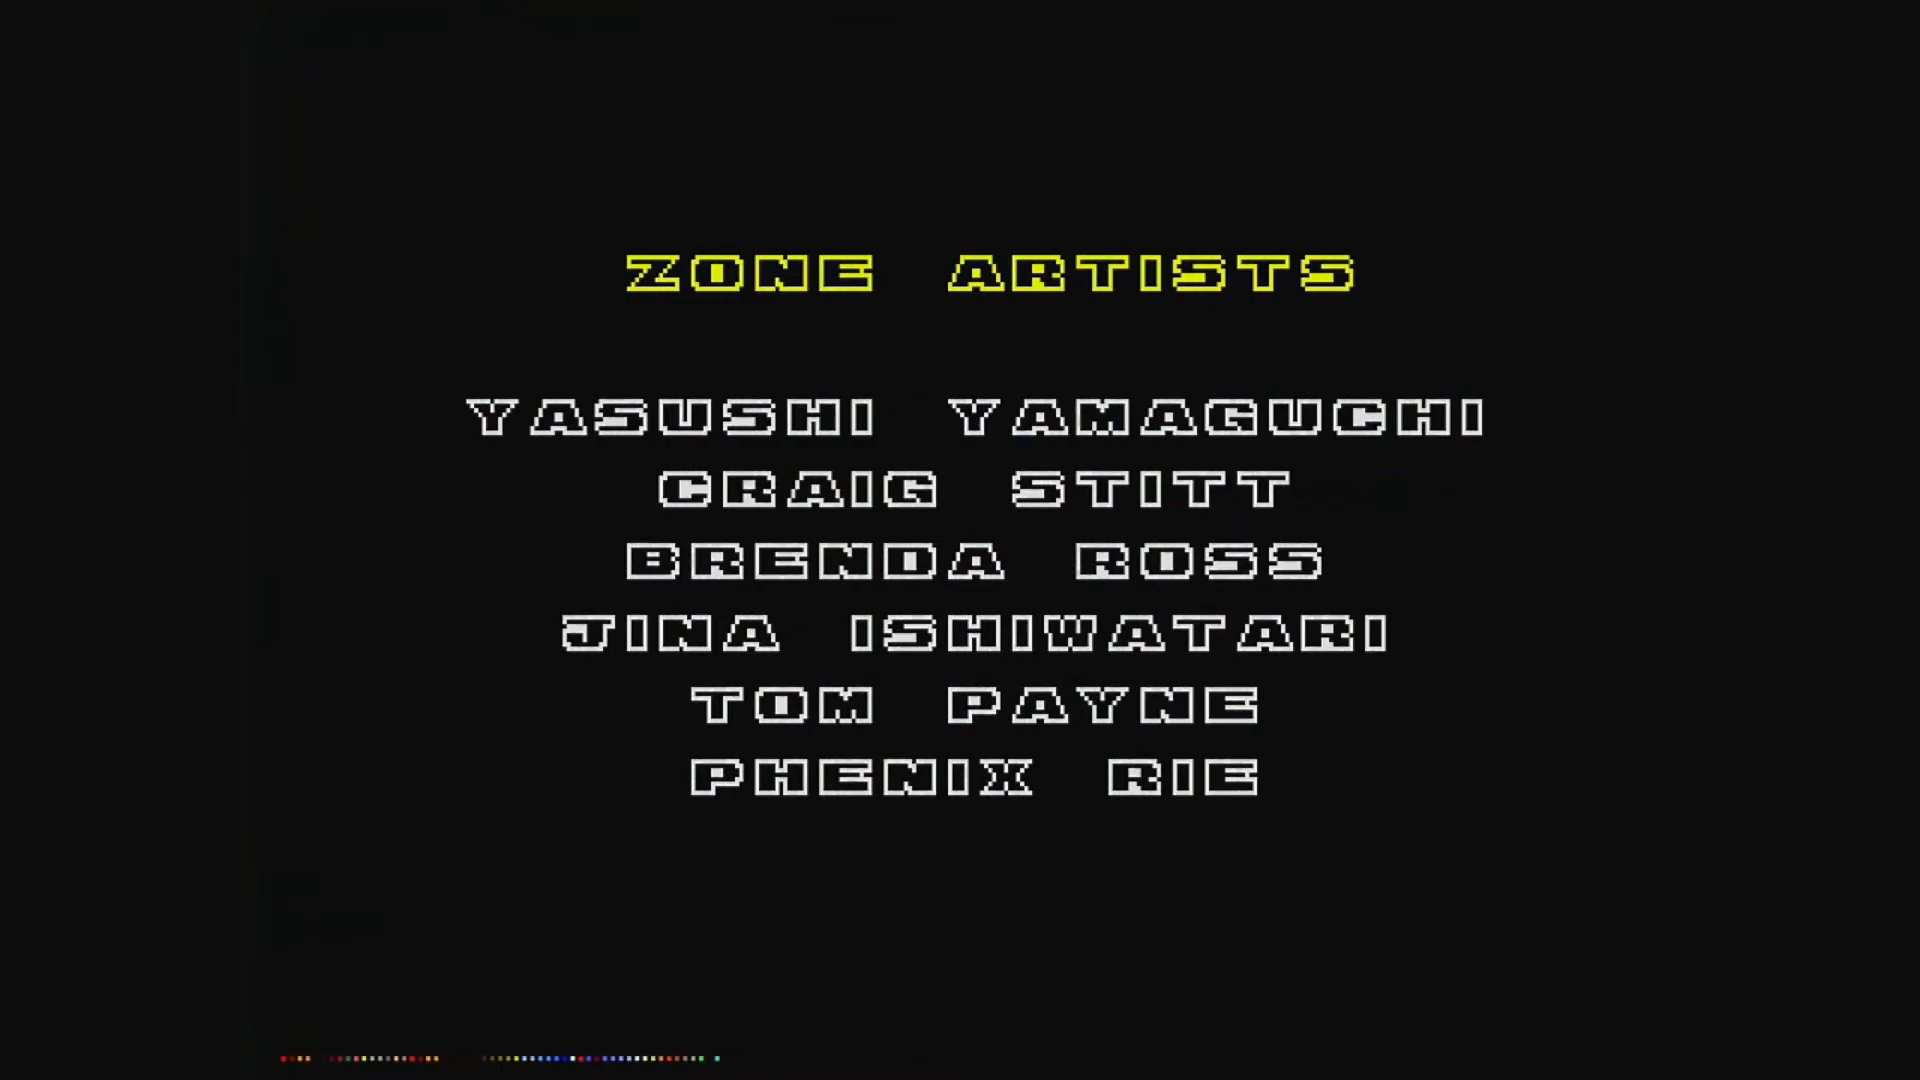 ZONE ARTISTS
YASUSHI YAMAGUCHI
CRAIG STITT
BRENDA ROSS
JINA ISHIWATARI
TOM PAYNE
PHENIX RIE